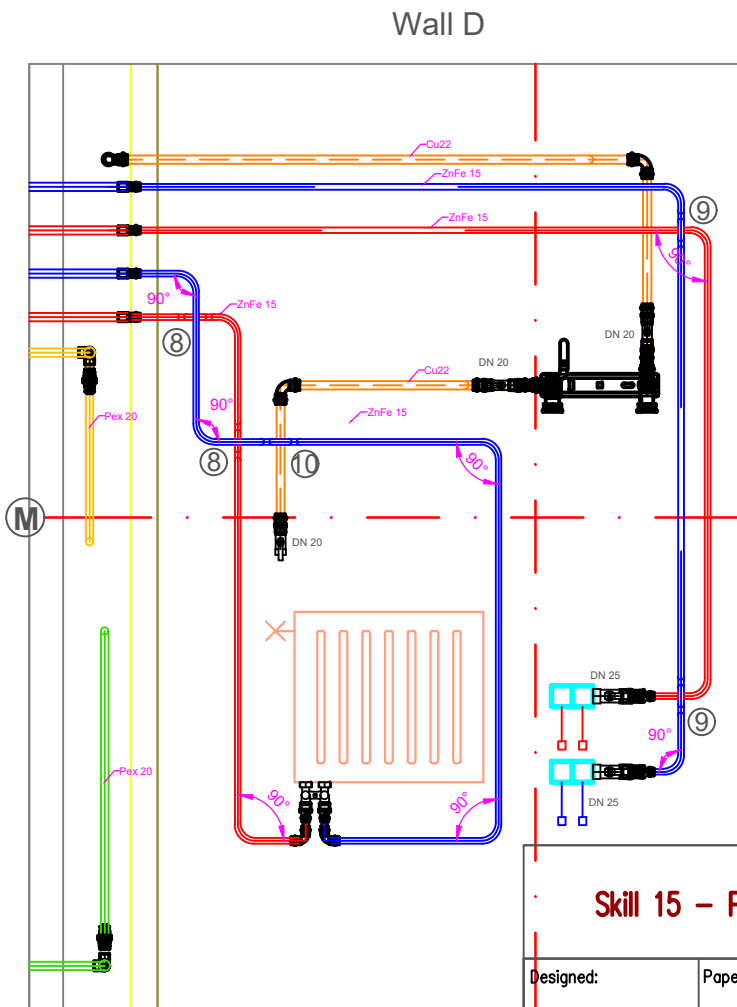 Wall D
Cu22
ZnFe 15
9
ZnFe 15
90°
90°
ZnFe 15
8
DN 20
DN 20
Cu22
90°
ZnFe 15
Pex 20
8
10
90°
M
DN 20
DN 25
9
90°
Pex 20
90°
90°
DN 25
Skill 15 – P
Designed:
Pape